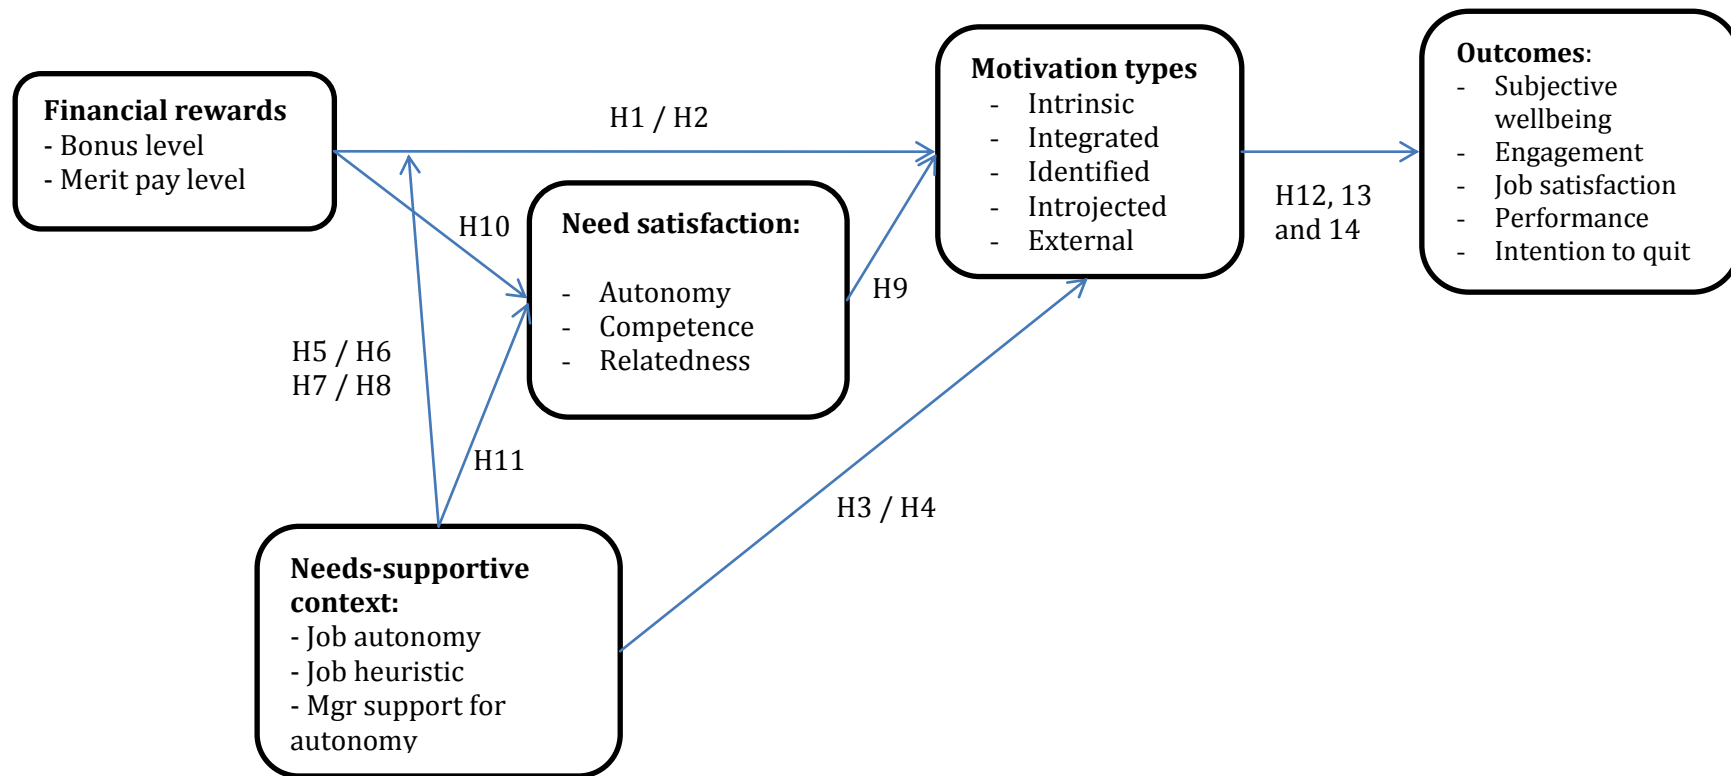 Financial rewards
- Bonus level
- Merit pay level
H1 / H2
Motivation types
- Intrinsic
- Integrated
- Identified
- Introjected
- External
Outcomes:
- Subjective
wellbeing
- Engagement
- Job satisfaction
- Performance
- Intention to quit
H12, 13
and 14
H10
Need satisfaction:
- Autonomy
- Competence
- Relatedness
H9
H5 / H6
H7 / H8
H11
H3 / H4
Needs-supportive
context:
- Job autonomy
- Job heuristic
- Mgr support for
autonomy